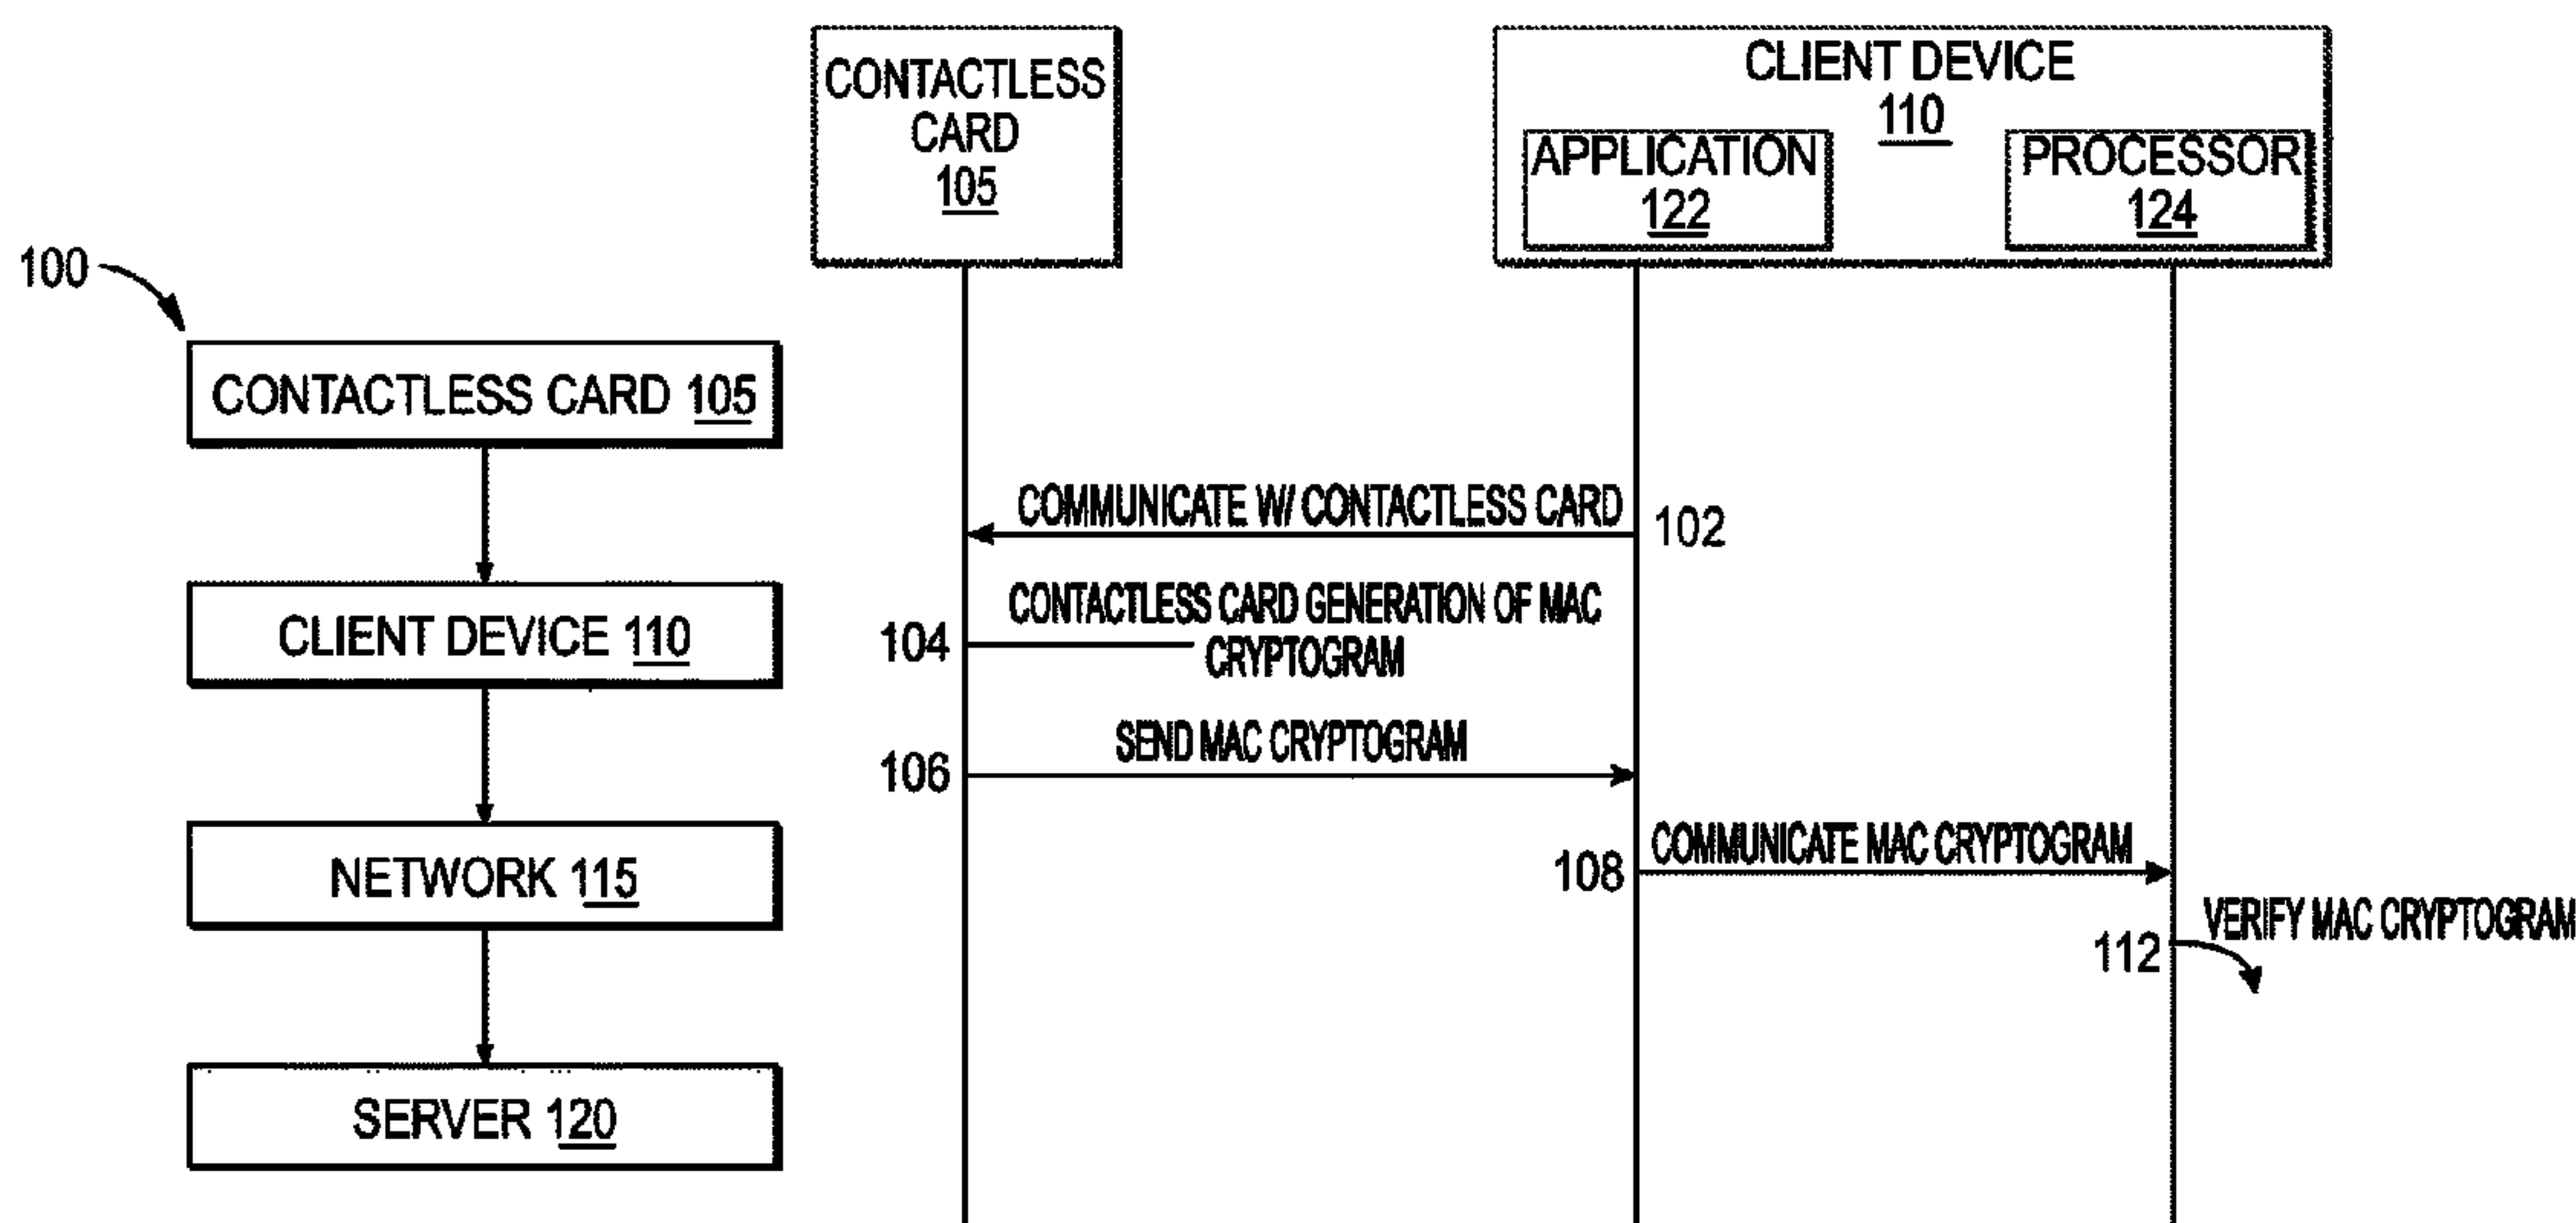 100
CONTACTLESS CARD 105
CLIENT DEVICE 110
NETWORK 115
SERVER 120
CONTACTLESS
CARD
105
CLIENT DEVICE
110
APPLICATION
122
PROCESSOR
124
COMMUNICATE W/ CONTACTLESS CARD
102
CONTACTLESS CARD GENERATION OF MAC
104
CRYPTOGRAM
SEND MAC CRYPTOGRAM
106
COMMUNICATE MAC CRYPTOGRAM
108
VERIFY MAC CRYPTOGRAM
112